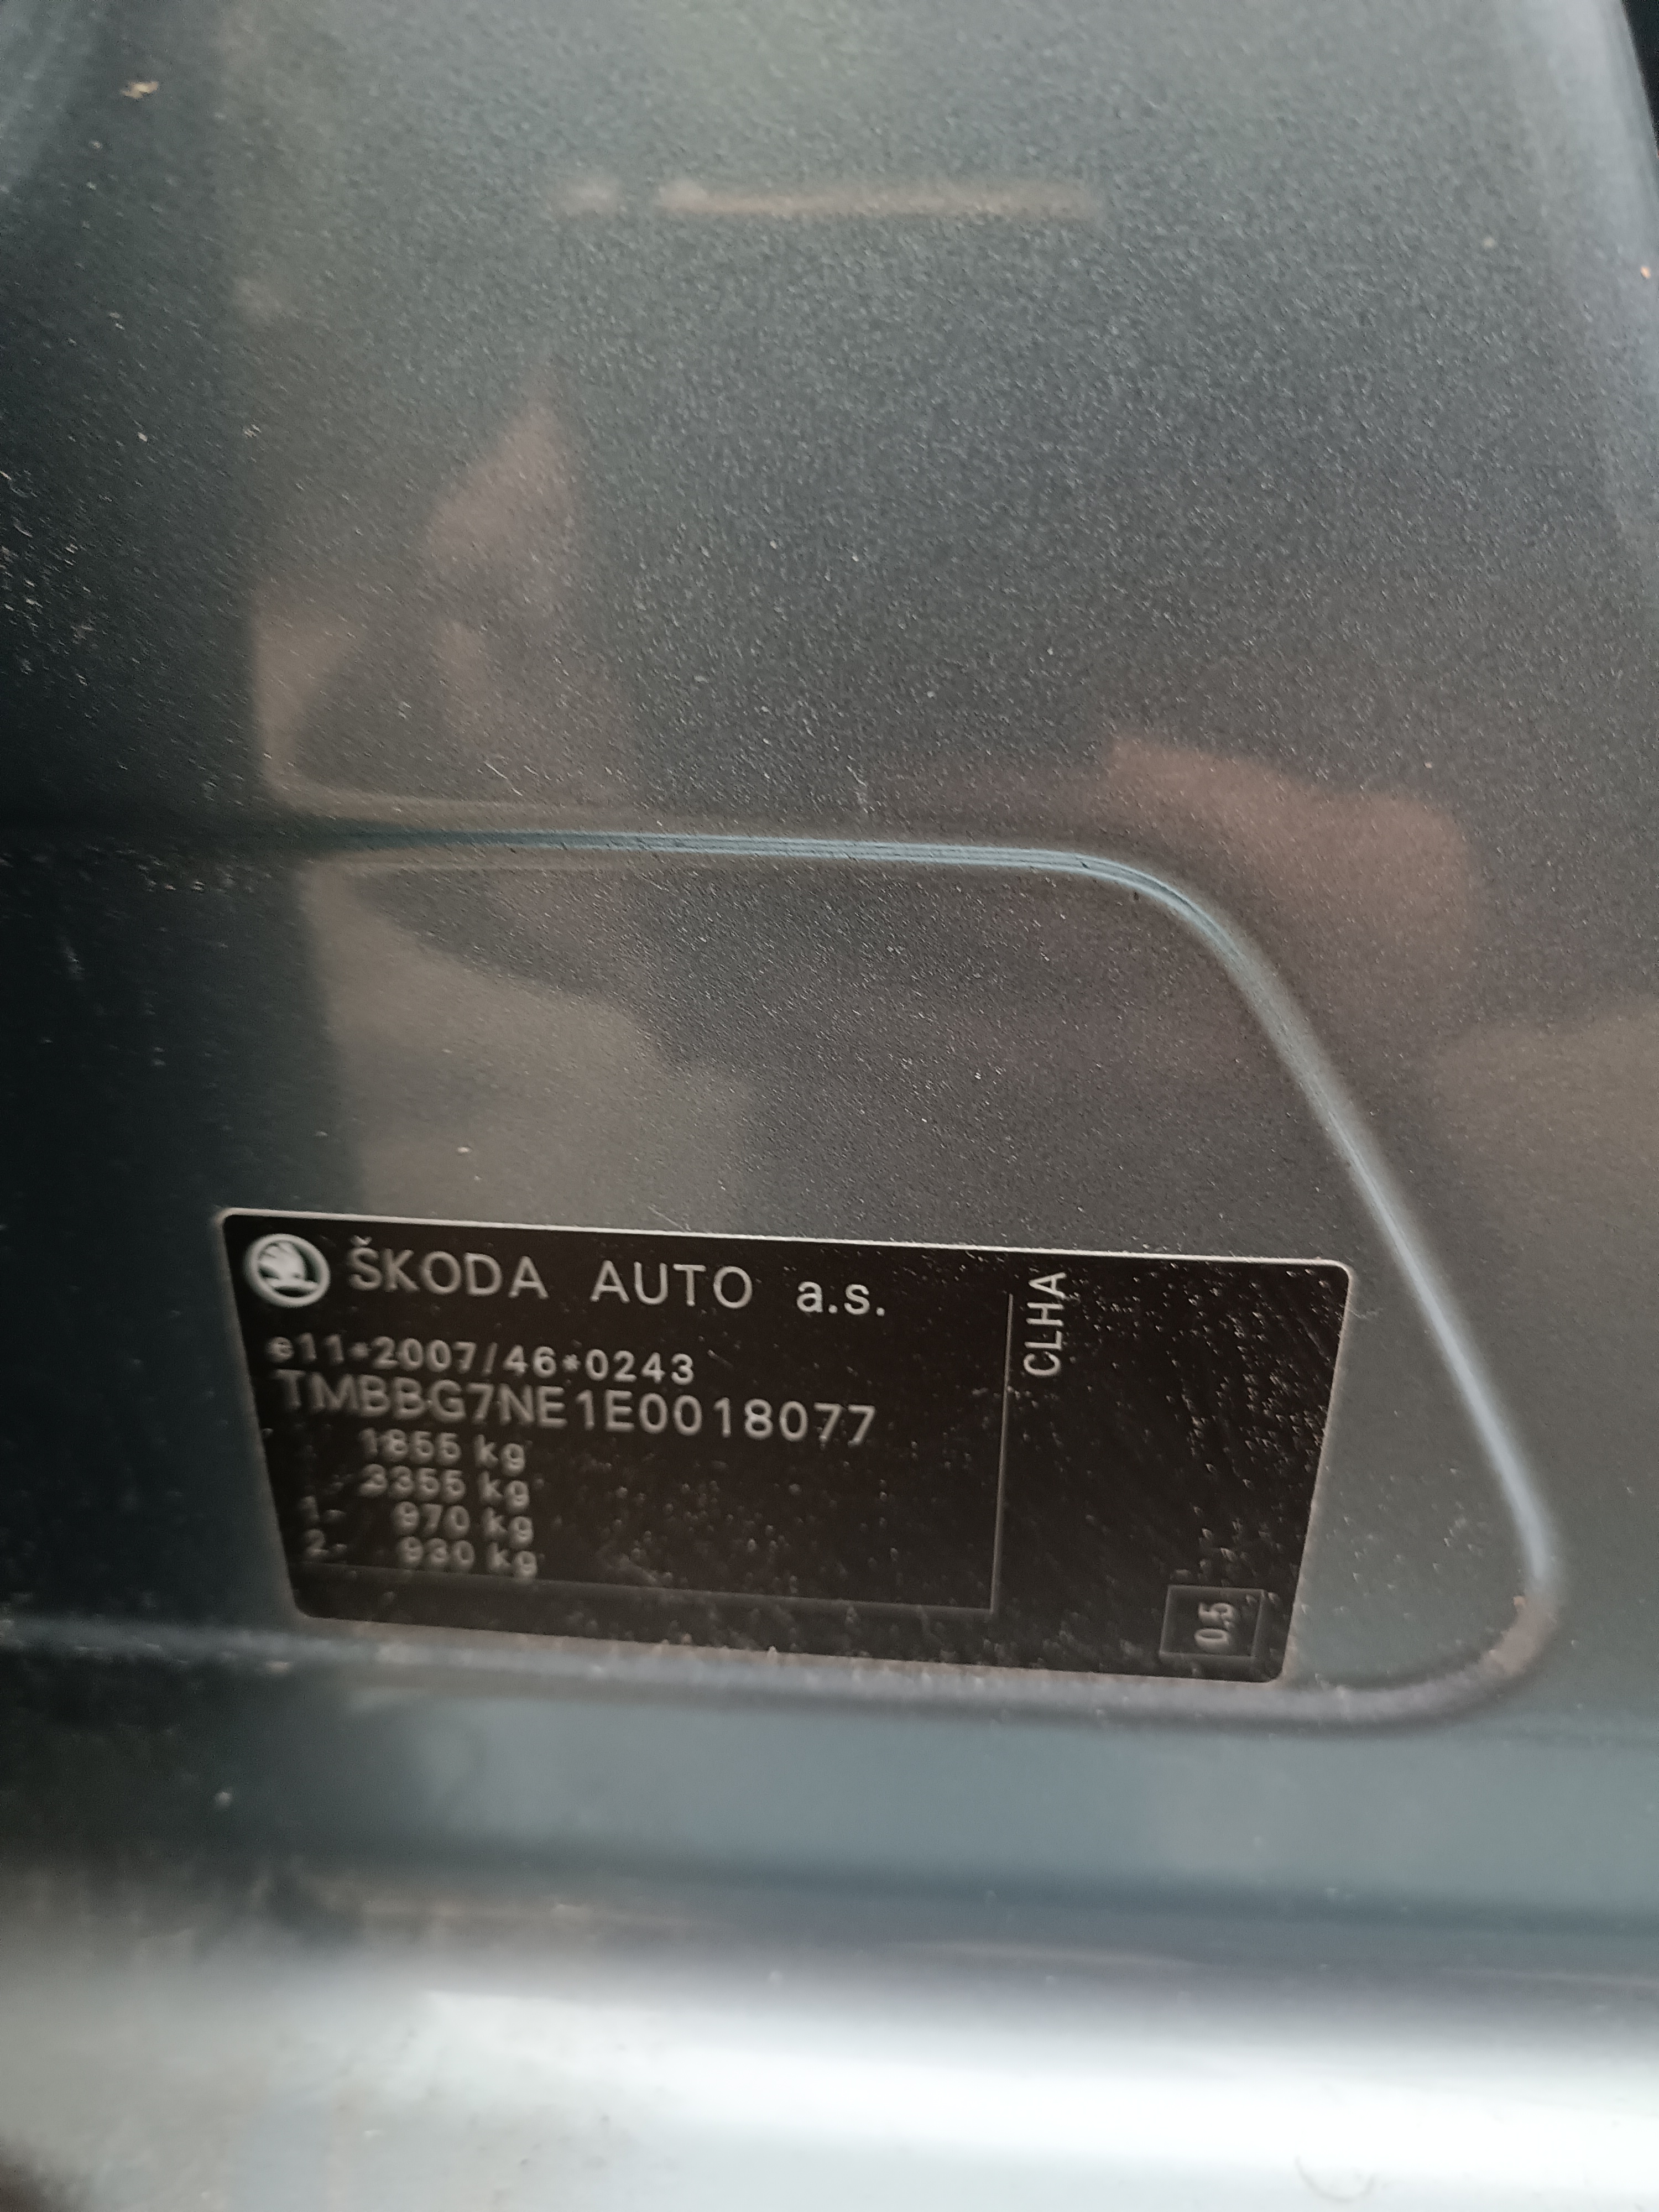 ŠKODA AUTO a.s.
e11*2007/46*0243
TMBBG7NE1E0018077
1855 kg
3355 kg
1- 970 kg
2- 930 kg
CLHA
0.5